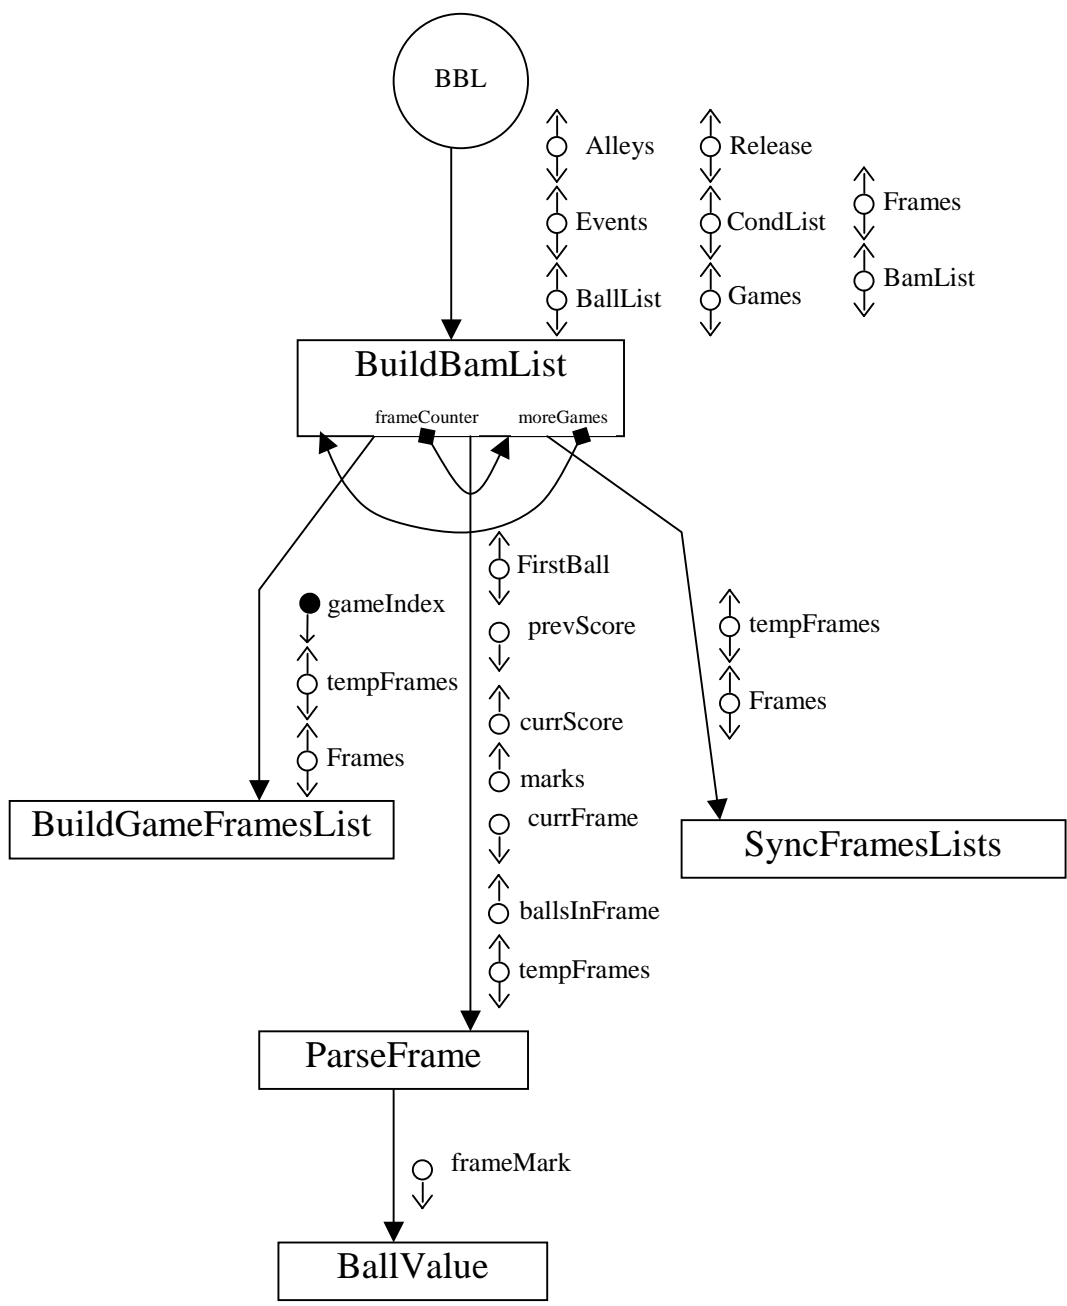 BBL
Alleys
Release
Frames
Events
CondList
BamList
BallList
Games
BuildBamList
frameCounter
moreGames
FirstBall
gameIndex
prevScore
tempFrames
tempFrames
currScore
Frames
Frames
marks
currFrame
BuildGameFramesList
SyncFramesLists
ballsInFrame
tempFrames
ParseFrame
frameMark
BallValue